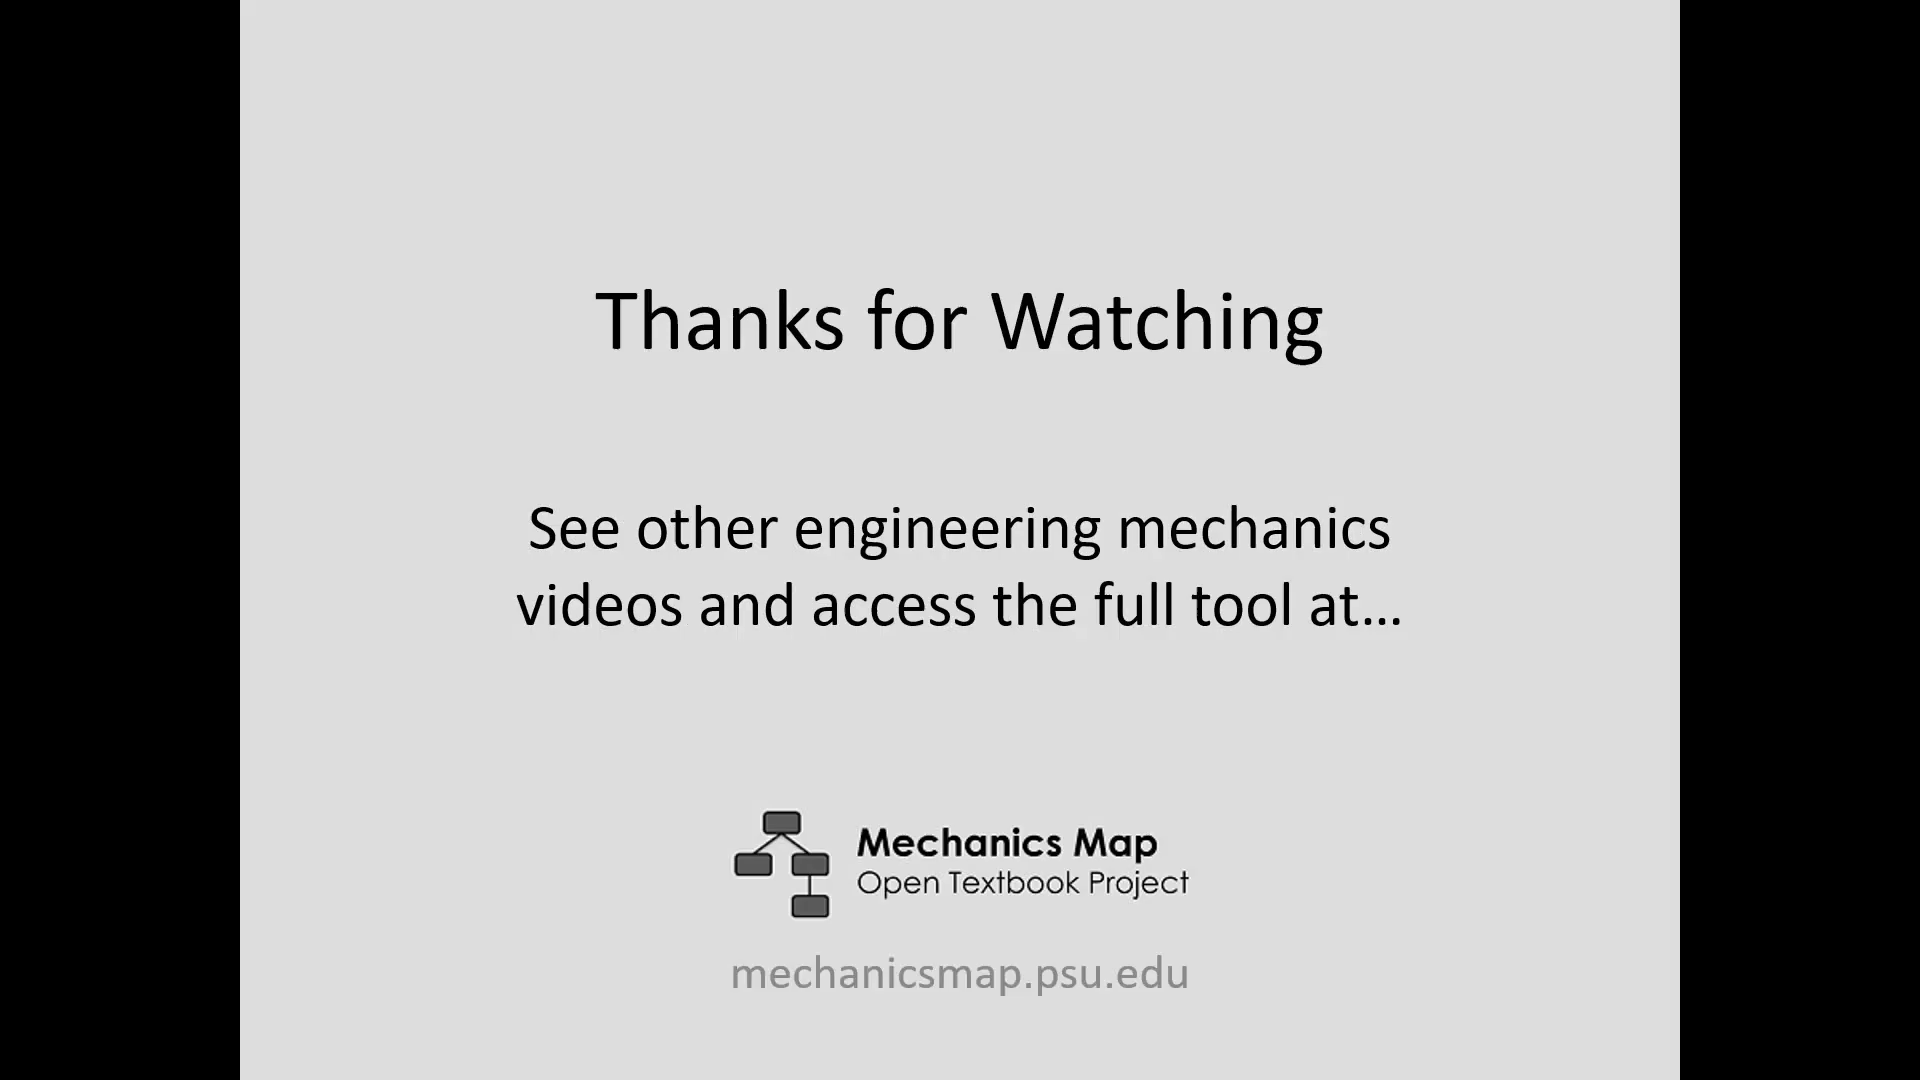 Thanks for Watching
See other engineering mechanics
videos and access the full tool at…
Mechanics Map
Open Textbook Project
mechanicsmap.psu.edu